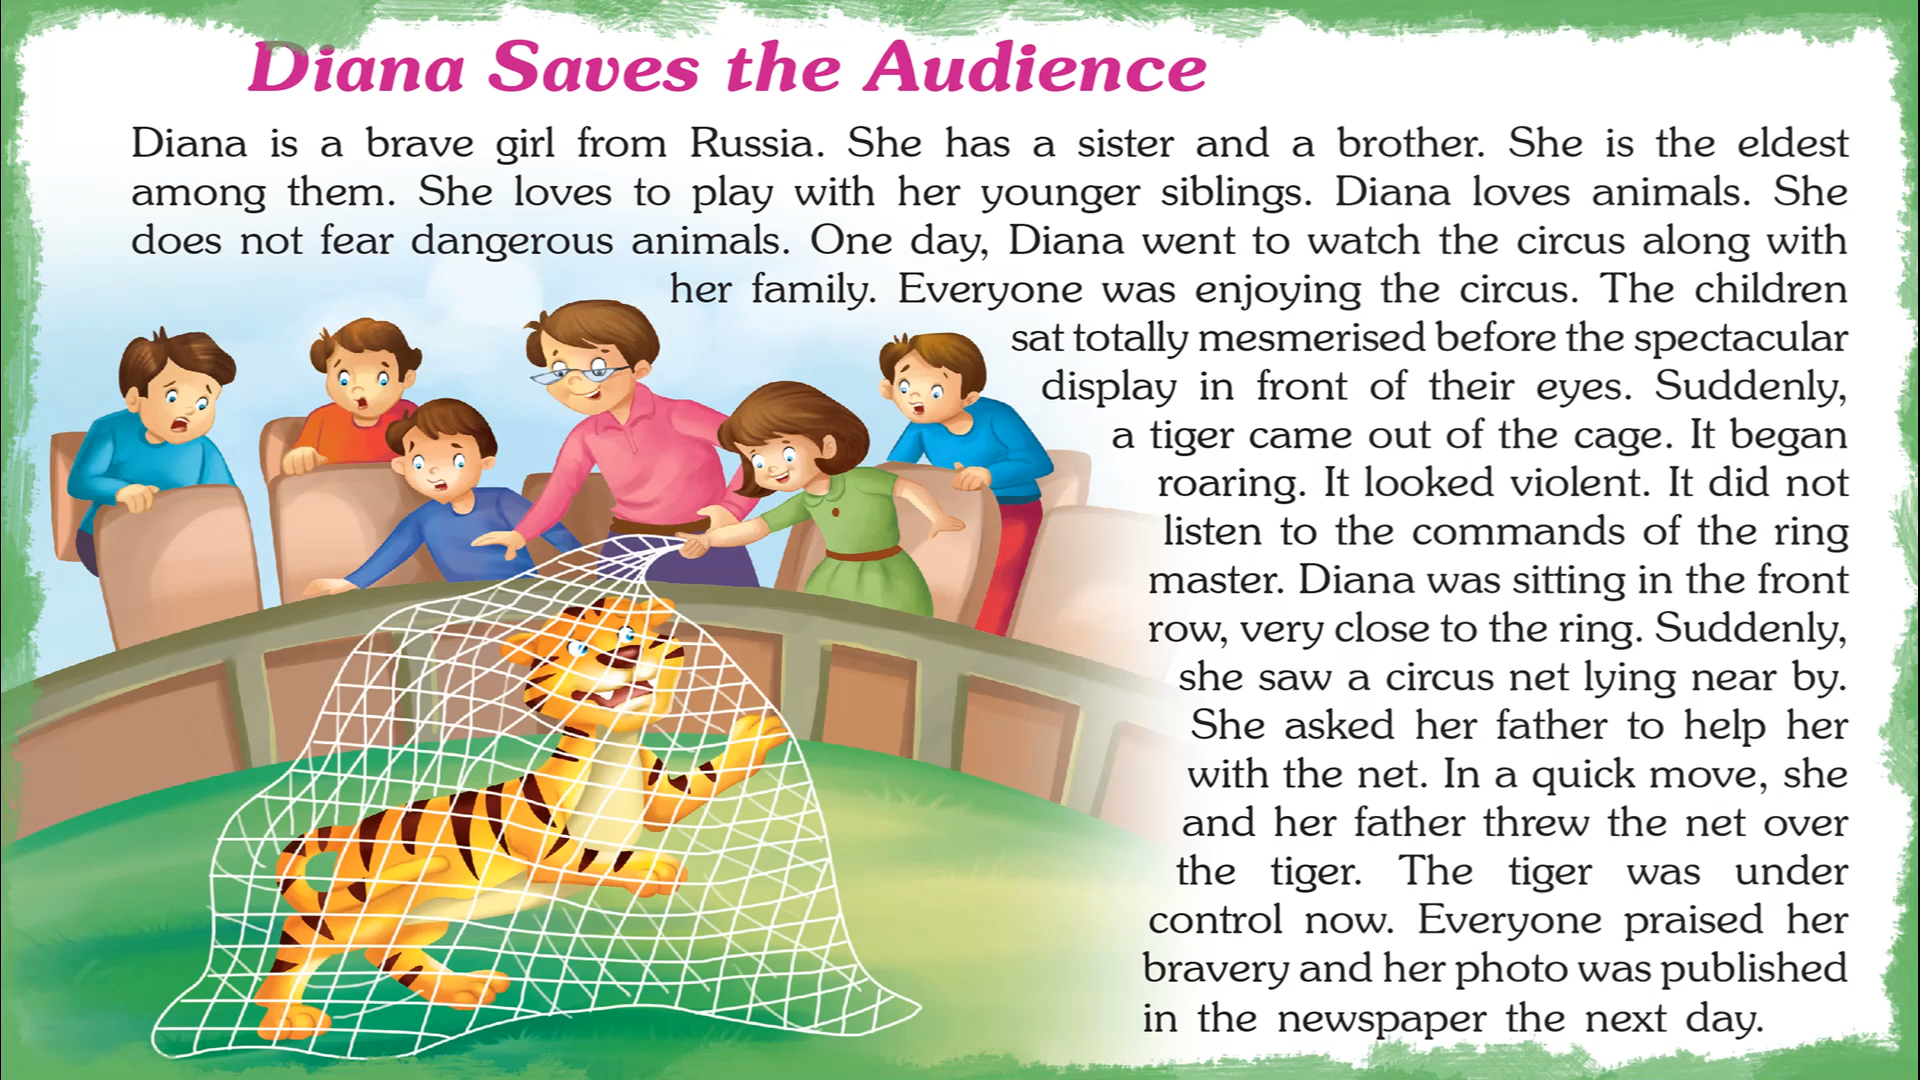 Diana Saves the Audience
Diana is a brave girl from Russia. She has a sister and a brother. She is the eldest
among them. She loves to play with her younger siblings. Diana loves animals. She
does not fear dangerous animals. One day, Diana went to watch the circus along with
her family. Everyone was enjoying the circus. The children
sat totally mesmerised before the spectacular
display in front of their eyes. Suddenly,
a tiger came out of the cage. It began
roaring. It looked violent. It did not
listen to the commands of the ring
master. Diana was sitting in the front
row, very close to the ring. Suddenly,
she saw a circus net lying near by.
She asked her father to help her
with the net. In a quick move, she
and her father threw the net over
the tiger. The tiger was under
control now. Everyone praised her
bravery and her photo was published
in the newspaper the next day.